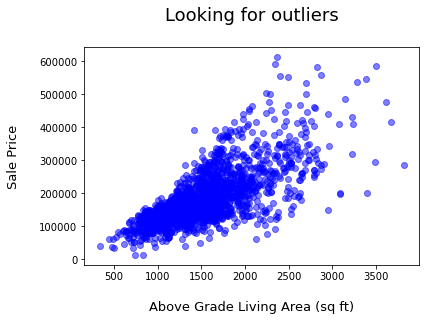 Looking for outliers
Sale Price
600000
500000
400000
300000
200000
100000
0
500 1000 1500 2000 2500 3000 3500
Above Grade Living Area (sq ft)